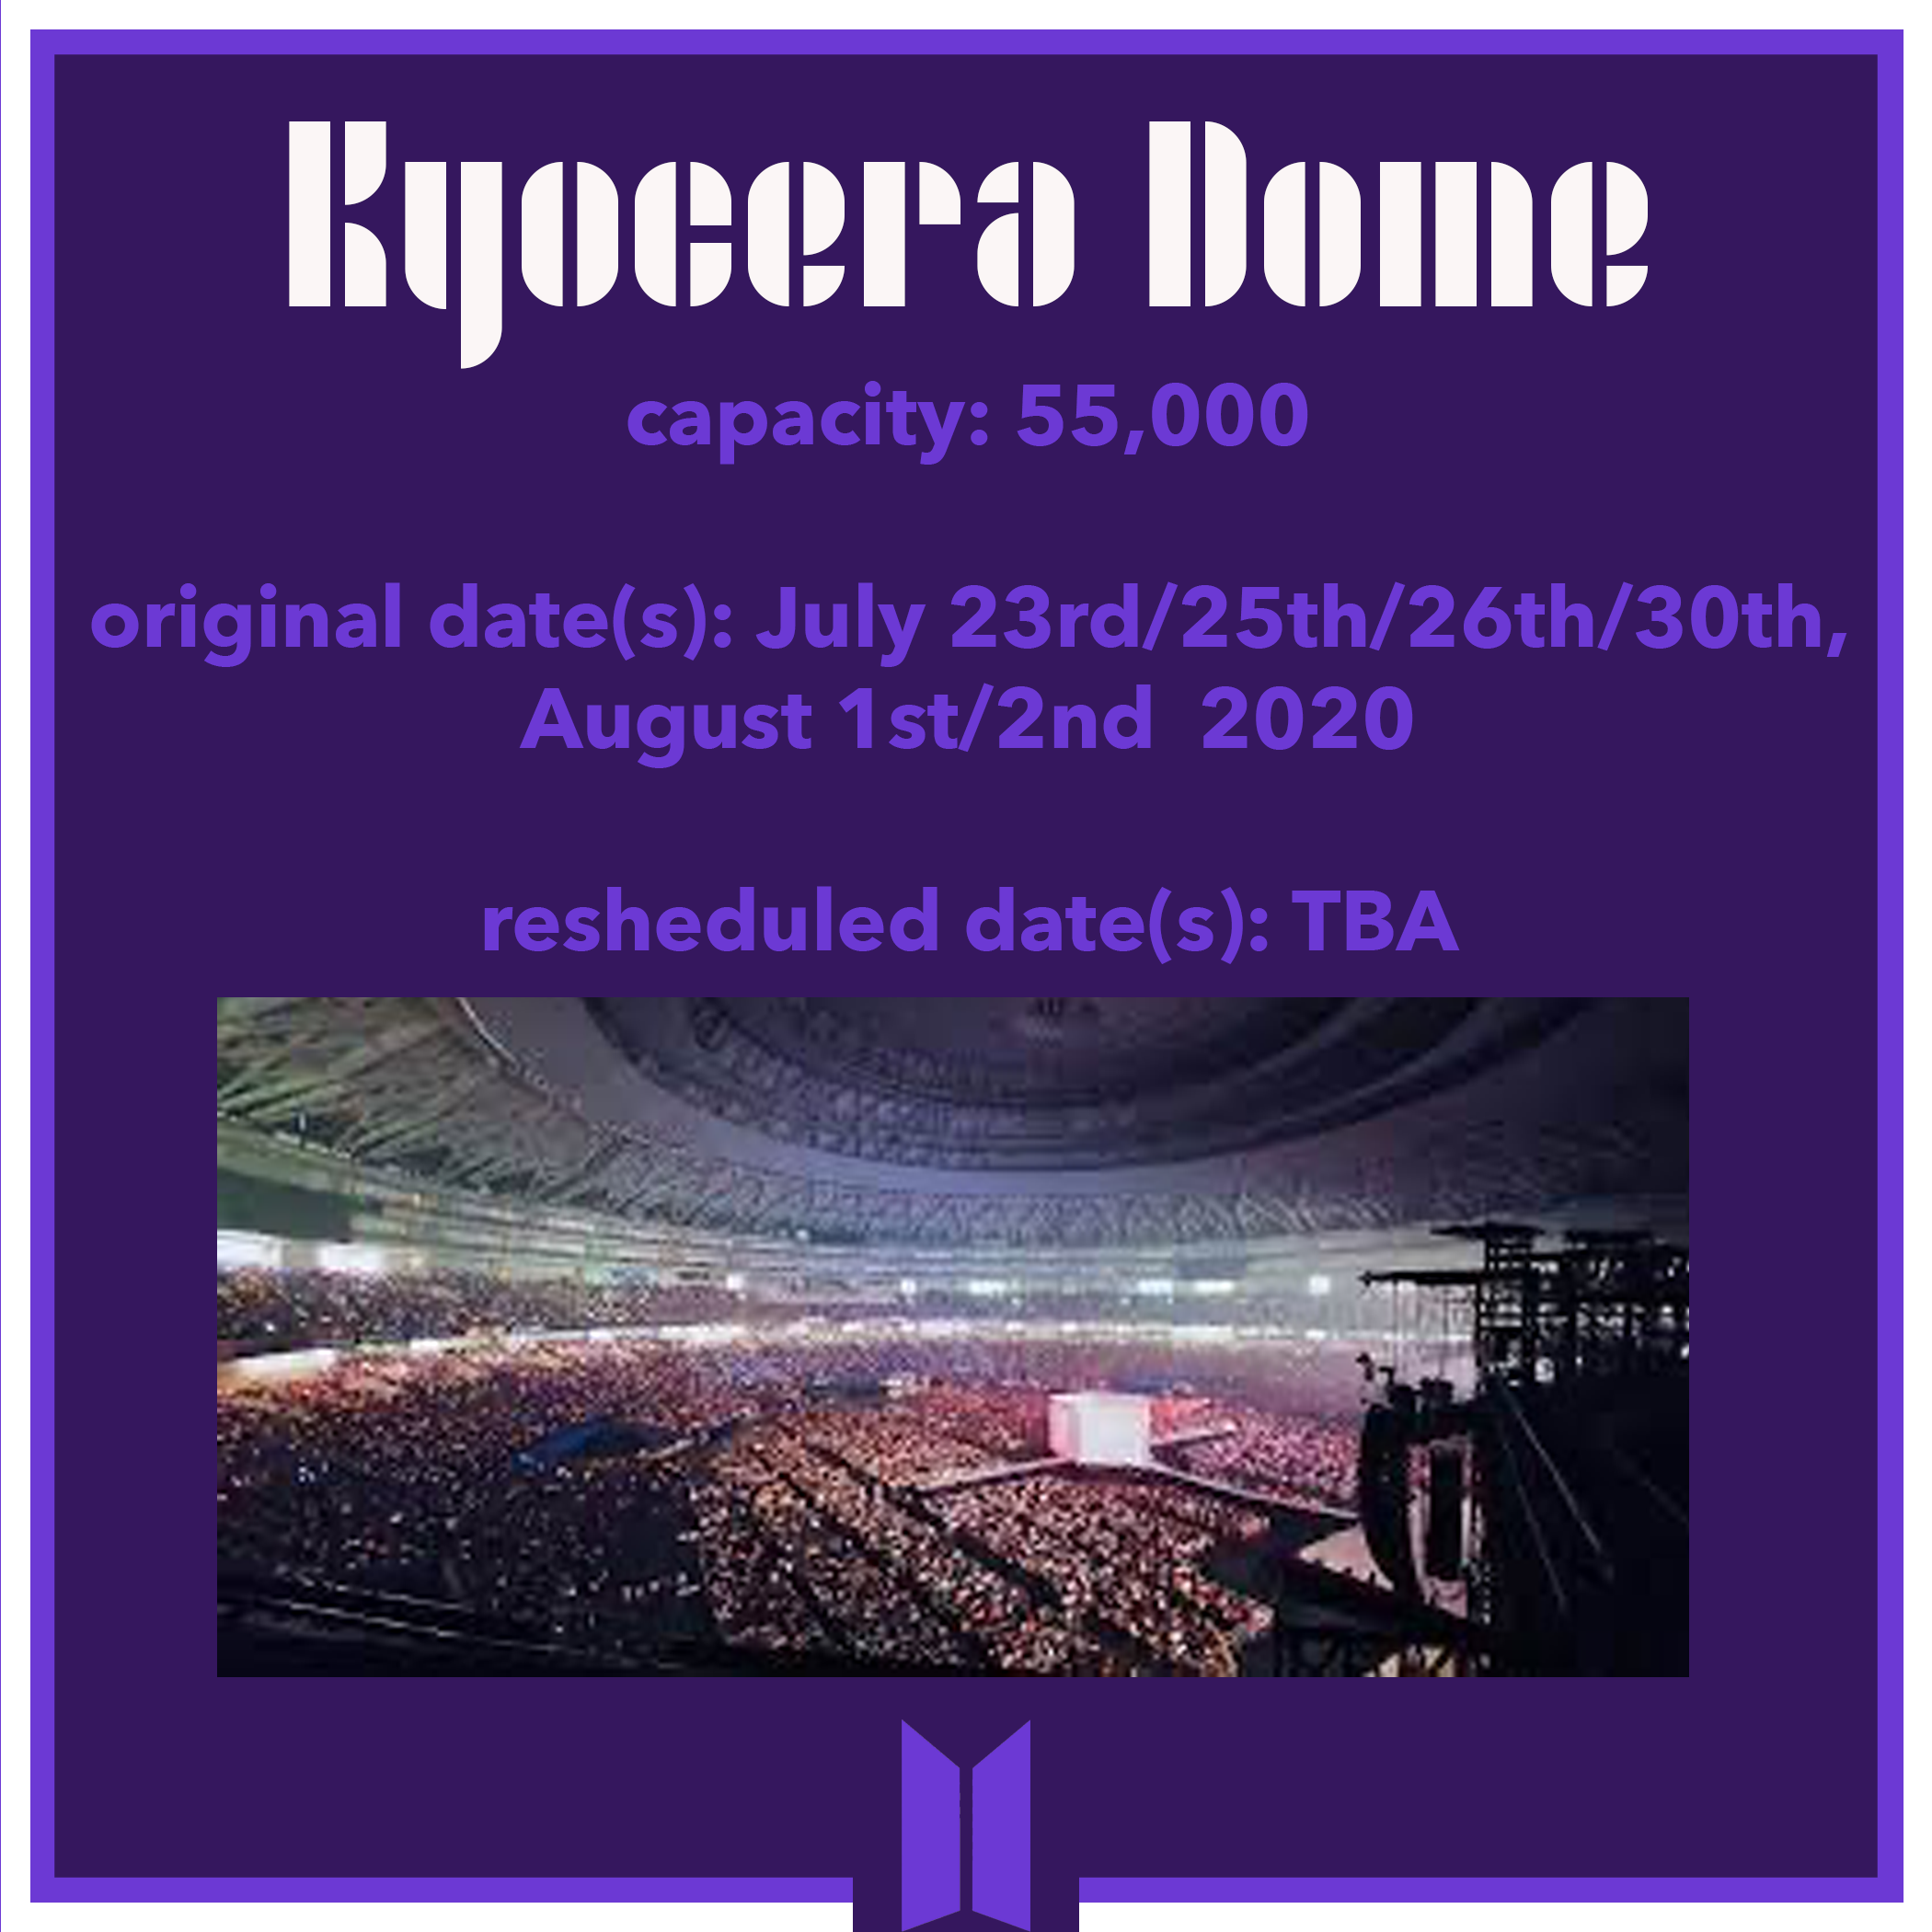 Kyocera Dome
capacity: 55,000
original date(s): July 23rd/25th/26th/30th,
August 1st/2nd  2020
resheduled date(s): TBA